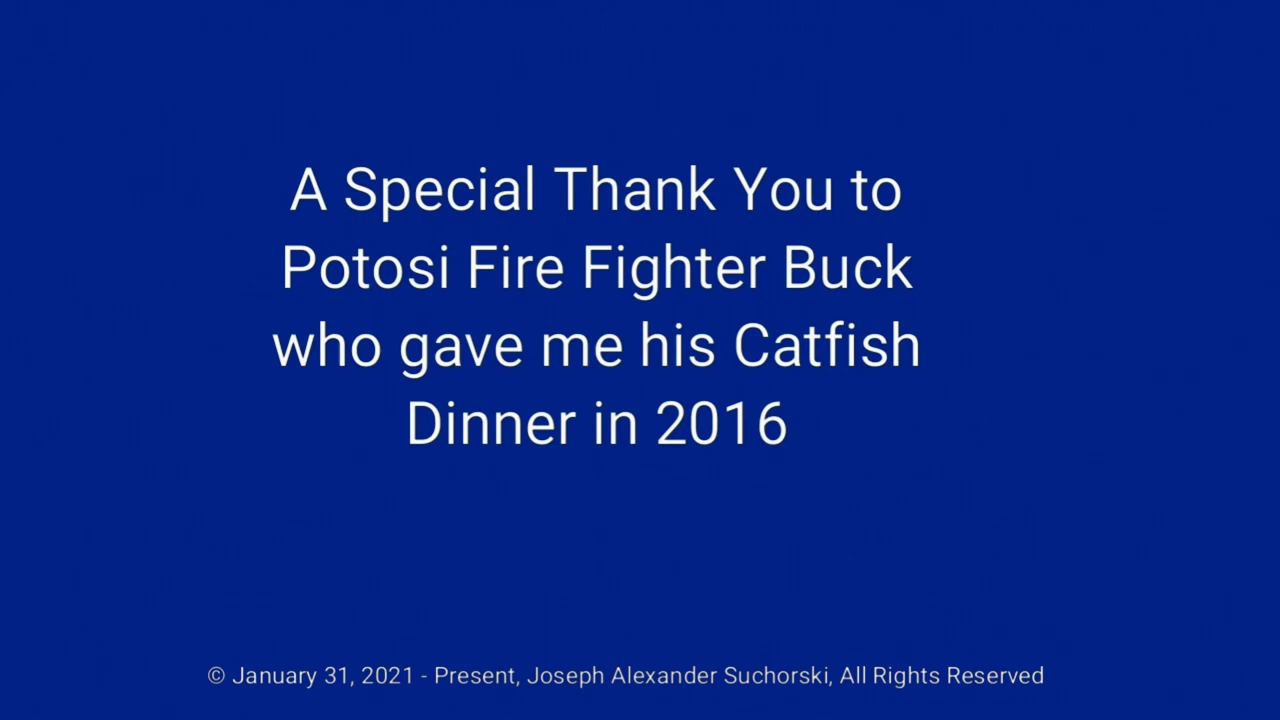 A Special Thank You to
Potosi Fire Fighter Buck
who gave me his Catfish
Dinner in 2016
© January 31, 2021 - Present, Joseph Alexander Suchorski, All Rights Reserved